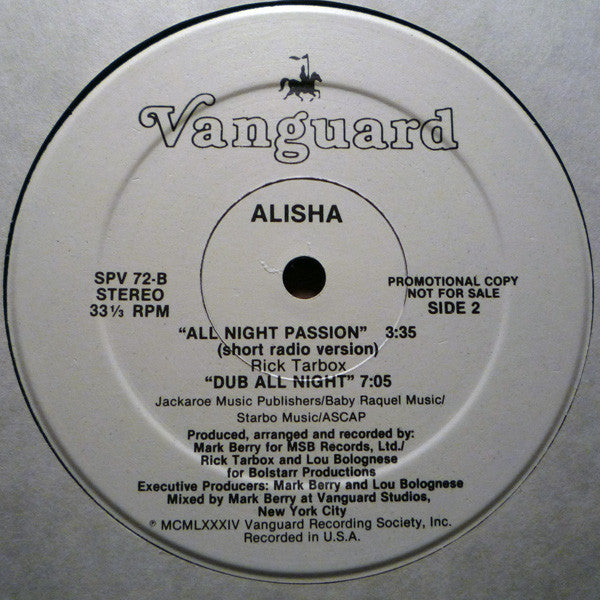 Vanguard
ALISHA
SPV 72-B
STEREO
33⅓ RPM
PROMOTIONAL COPY
NOT FOR SALE
SIDE 2
“ALL NIGHT PASSION” 3:35
(short radio version)
Rick Tarbox
“DUB ALL NIGHT” 7:05
Jackaroe Music Publishers/Baby Raquel Music/
Starbo Music/ASCAP
Produced, arranged and recorded by:
Mark Berry for MSB Records, Ltd./
Rick Tarbox and Lou Bolognese
for Bolstarr Productions
Executive Producers: Mark Berry and Lou Bolognese
Mixed by Mark Berry at Vanguard Studios,
New York City
℗ MCMLXXXIV Vanguard Recording Society, Inc.
Recorded in U.S.A.